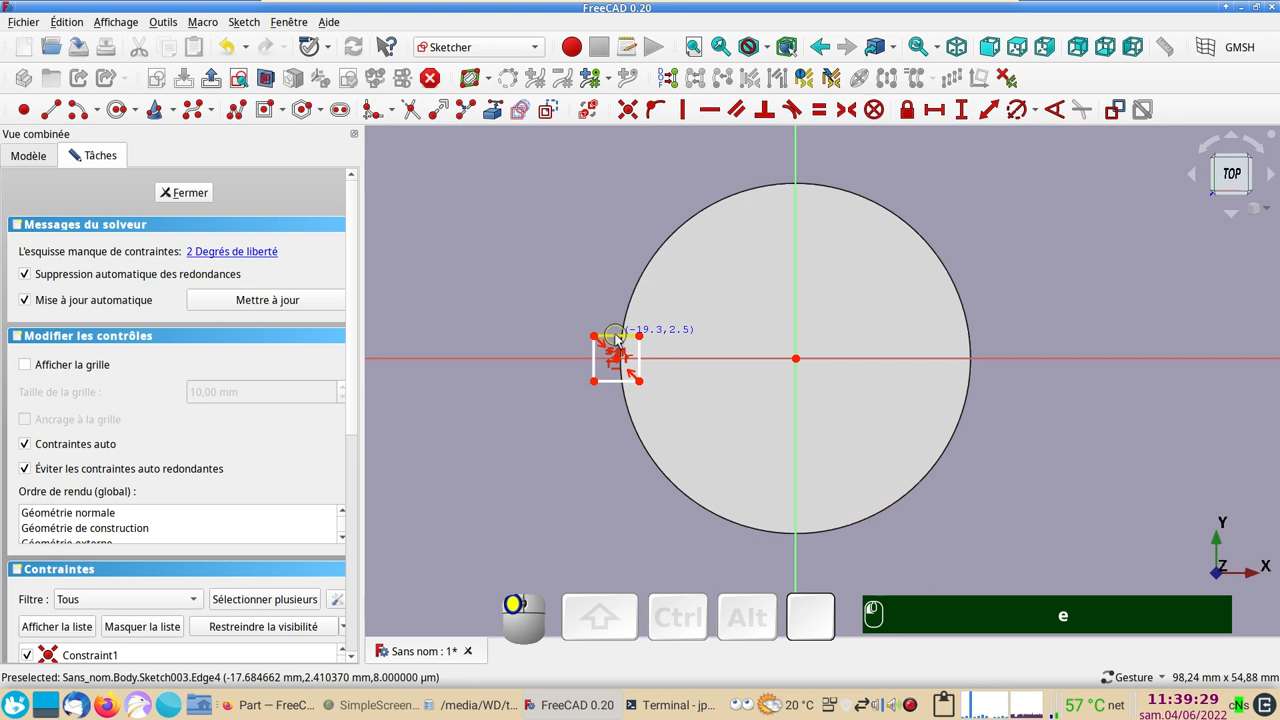 FreeCAD 0.20
Fichier Édition Affichage Outils Macro Sketch Fenêtre Aide
Sketcher
GMSH
Vue combinée
Modèle Tâches
Fermer
Messages du solveur
L'esquisse manque de contraintes: 2 Degrés de liberté
Suppression automatique des redondances
Mise à jour automatique Mettre à jour
Modifier les contrôles
Afficher la grille
Taille de la grille : 10,00 mm
Ancrage à la grille
Contraintes auto
Éviter les contraintes auto redondantes
Ordre de rendu (global) :
Géométrie normale
Géométrie de construction
Géométrie externe
Contraintes
Filtre : Tous Sélectionner plusieurs
Afficher la liste Masquer la liste Restreindre la visibilité
Constraint1
(-19.3,2.5)
TOP
Y
Z X
Ctrl Alt e
Sans nom : 1*
Preselected: Sans_nom.Body.Sketch003.Edge4 (-17.684662 mm,2.410370 mm,8.000000 µm) Gesture 98,24 mm x 54,88 mm
Part — FreeC... SimpleScreen... /media/WD/t... FreeCAD 0.20 Terminal - jp... 20 °C 57 °C net 11:39:29 cNs
sam.04/06/2022